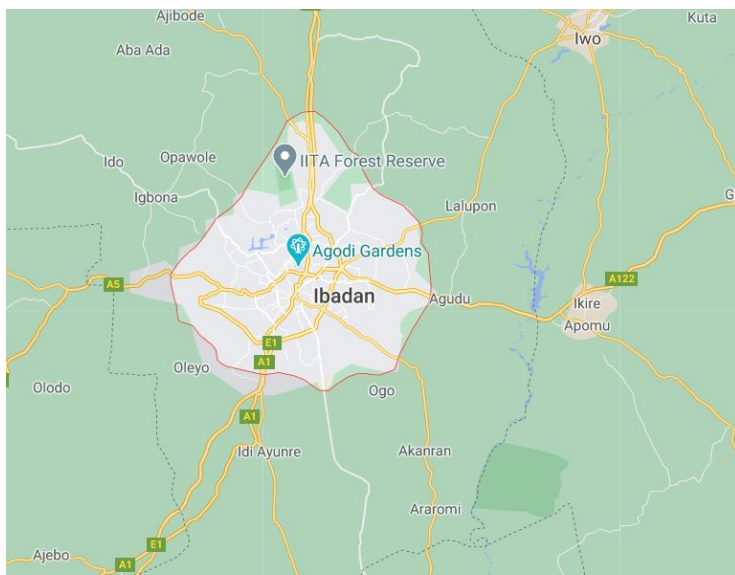 Ajibode
Kuta
Iwo
Aba Ada
Ido
Opawole
IITA Forest Reserve
Igbona
Lalupon
Agodi Gardens
A5
A122
Ibadan
Agudu
Ikire
Apomu
E1
A1
Oleyo
Olodo
Ogo
A1
Idi Ayunre
Akanran
Araromi
E1
Ajebo
A1